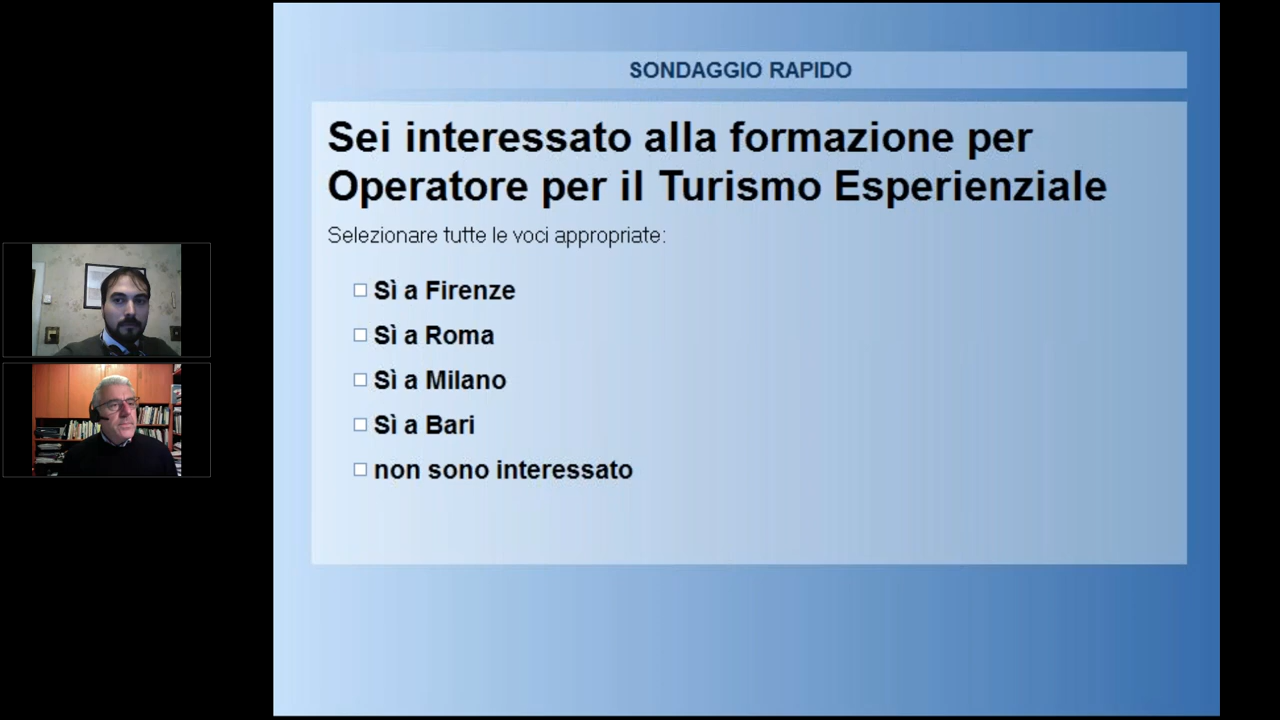 SONDAGGIO RAPIDO
Sei interessato alla formazione per
Operatore per il Turismo Esperienziale
Selezionare tutte le voci appropriate:
Sì a Firenze
Sì a Roma
Sì a Milano
Sì a Bari
non sono interessato